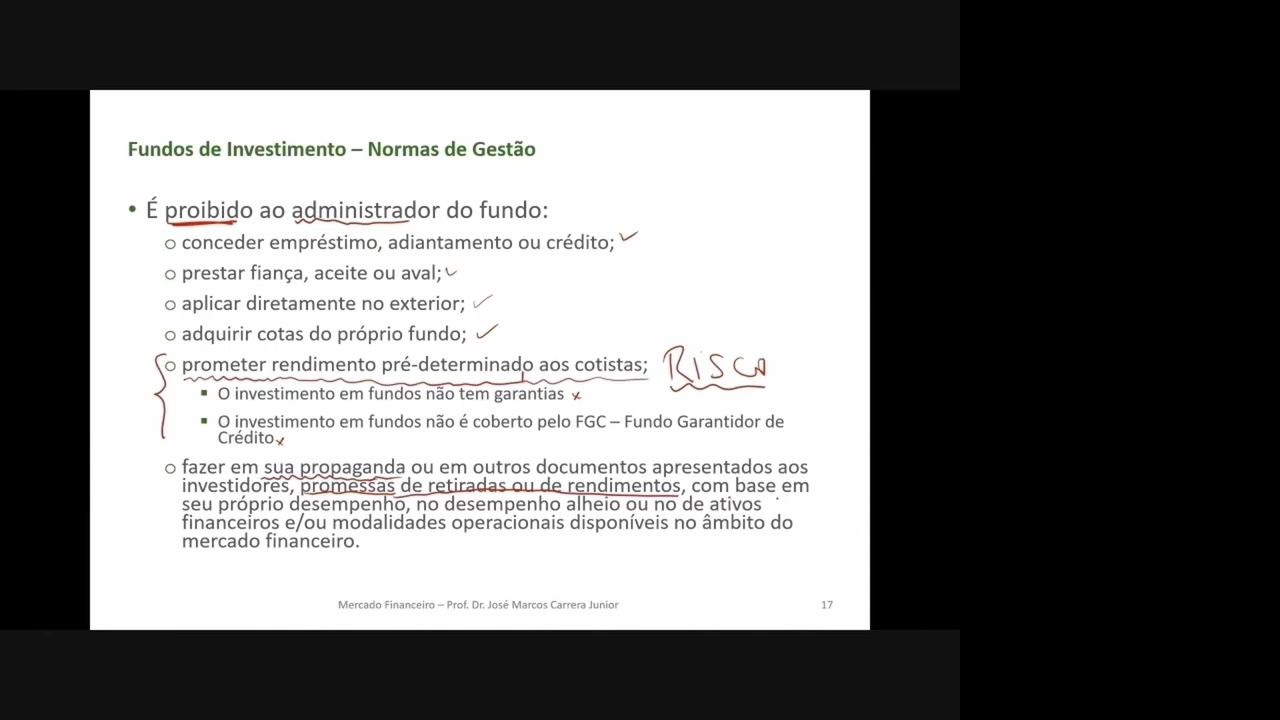 Fundos de Investimento – Normas de Gestão
• É proibido ao administrador do fundo:
o conceder empréstimo, adiantamento ou crédito;
o prestar fiança, aceite ou aval;
o aplicar diretamente no exterior;
o adquirir cotas do próprio fundo;
o prometer rendimento pré-determinado aos cotistas; RISCO
▪ O investimento em fundos não tem garantias
▪ O investimento em fundos não é coberto pelo FGC – Fundo Garantidor de
Crédito
o fazer em sua propaganda ou em outros documentos apresentados aos
investidores, promessas de retiradas ou de rendimentos, com base em
seu próprio desempenho, no desempenho alheio ou no de ativos
financeiros e/ou modalidades operacionais disponíveis no âmbito do
mercado financeiro.
Mercado Financeiro – Prof. Dr. José Marcos Carrera Junior 17